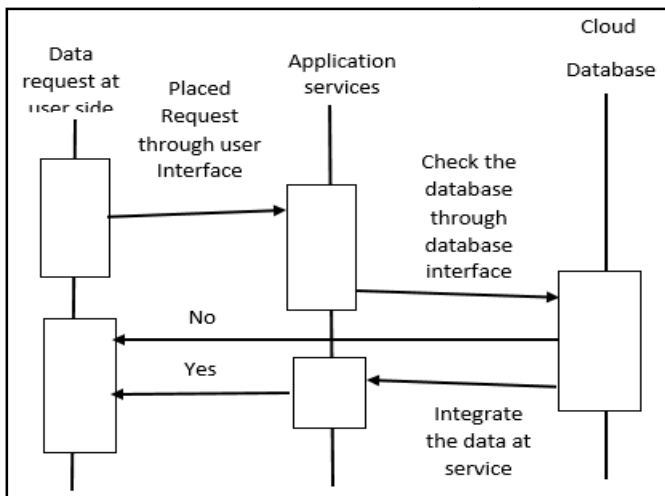 Data
request at
user side
Placed
Request
through user
Interface
Application
services
Cloud
Database
Check the
database
through
database
interface
No
Yes
Integrate
the data at
service